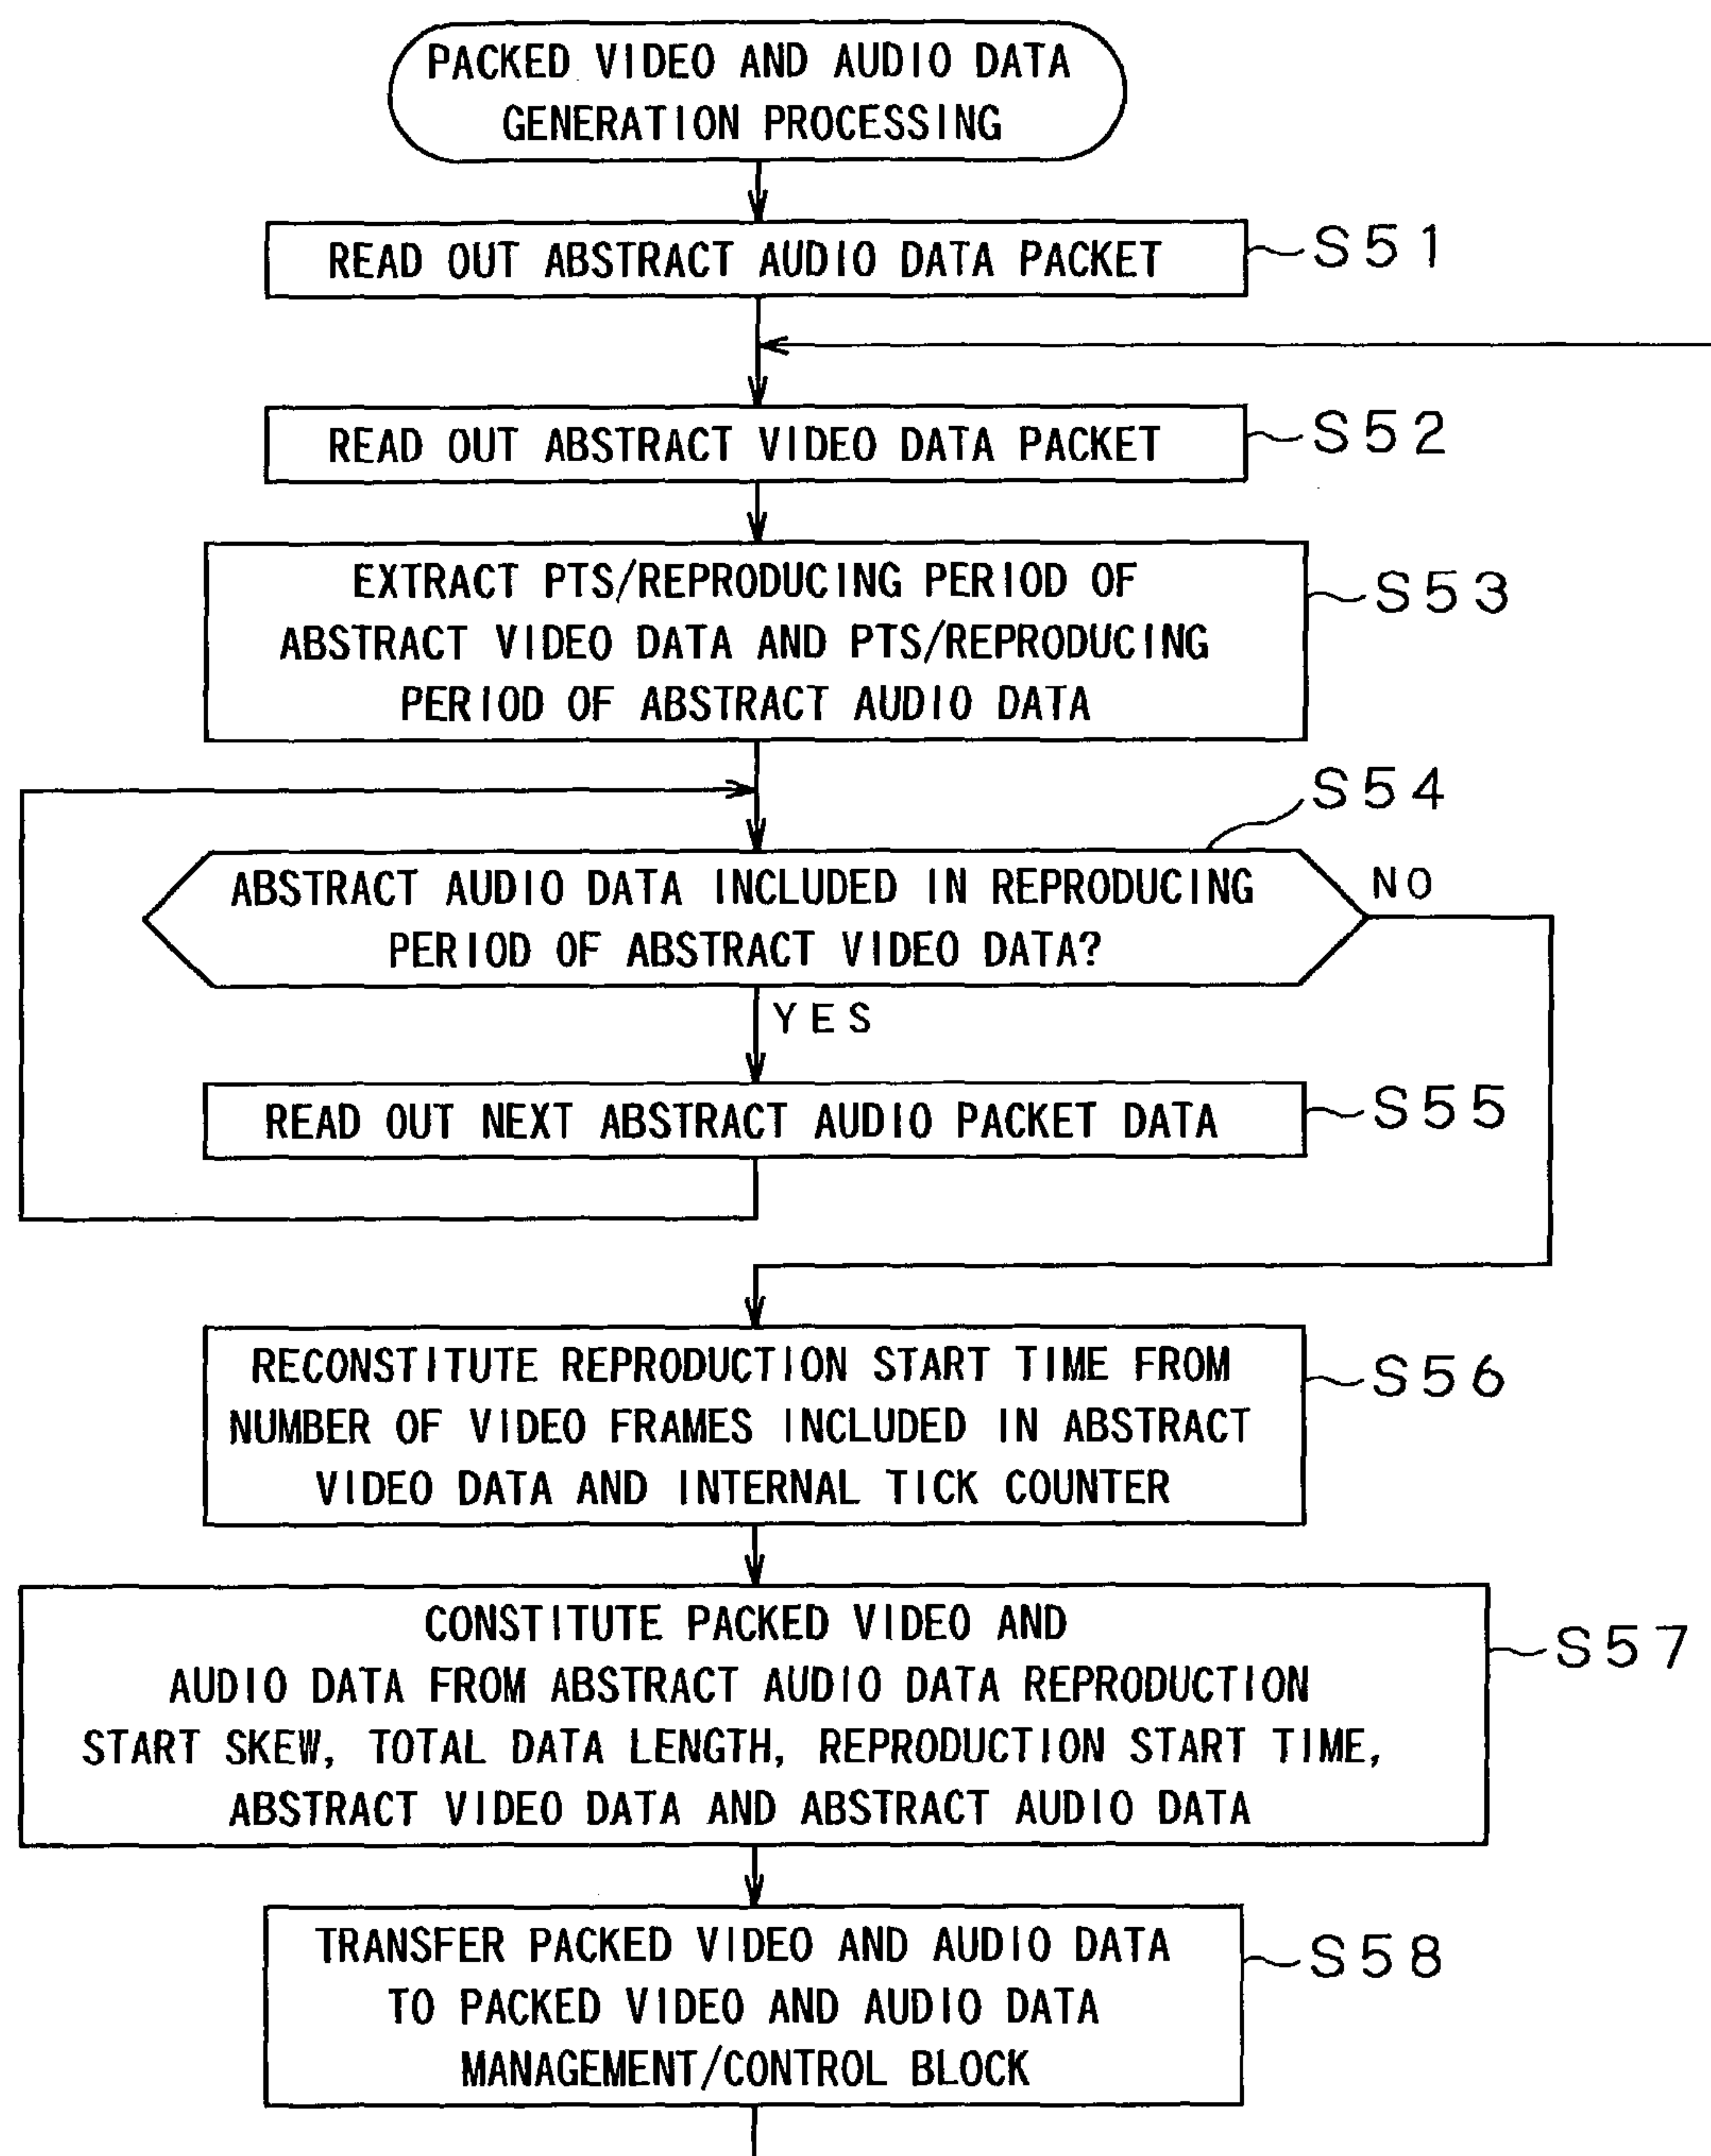 PACKED VIDEO AND AUDIO DATA
GENERATION PROCESSING
READ OUT ABSTRACT AUDIO DATA PACKET
S51
READ OUT ABSTRACT VIDEO DATA PACKET
S52
EXTRACT PTS/REPRODUCING PERIOD OF
ABSTRACT VIDEO DATA AND PTS/REPRODUCING
PERIOD OF ABSTRACT AUDIO DATA
S53
S54
ABSTRACT AUDIO DATA INCLUDED IN REPRODUCING
PERIOD OF ABSTRACT VIDEO DATA?
NO
YES
READ OUT NEXT ABSTRACT AUDIO PACKET DATA
S55
RECONSTITUTE REPRODUCTION START TIME FROM
NUMBER OF VIDEO FRAMES INCLUDED IN ABSTRACT
VIDEO DATA AND INTERNAL TICK COUNTER
S56
CONSTITUTE PACKED VIDEO AND
AUDIO DATA FROM ABSTRACT AUDIO DATA REPRODUCTION
START SKEW, TOTAL DATA LENGTH, REPRODUCTION START TIME,
ABSTRACT VIDEO DATA AND ABSTRACT AUDIO DATA
S57
TRANSFER PACKED VIDEO AND AUDIO DATA
TO PACKED VIDEO AND AUDIO DATA
MANAGEMENT/CONTROL BLOCK
S58